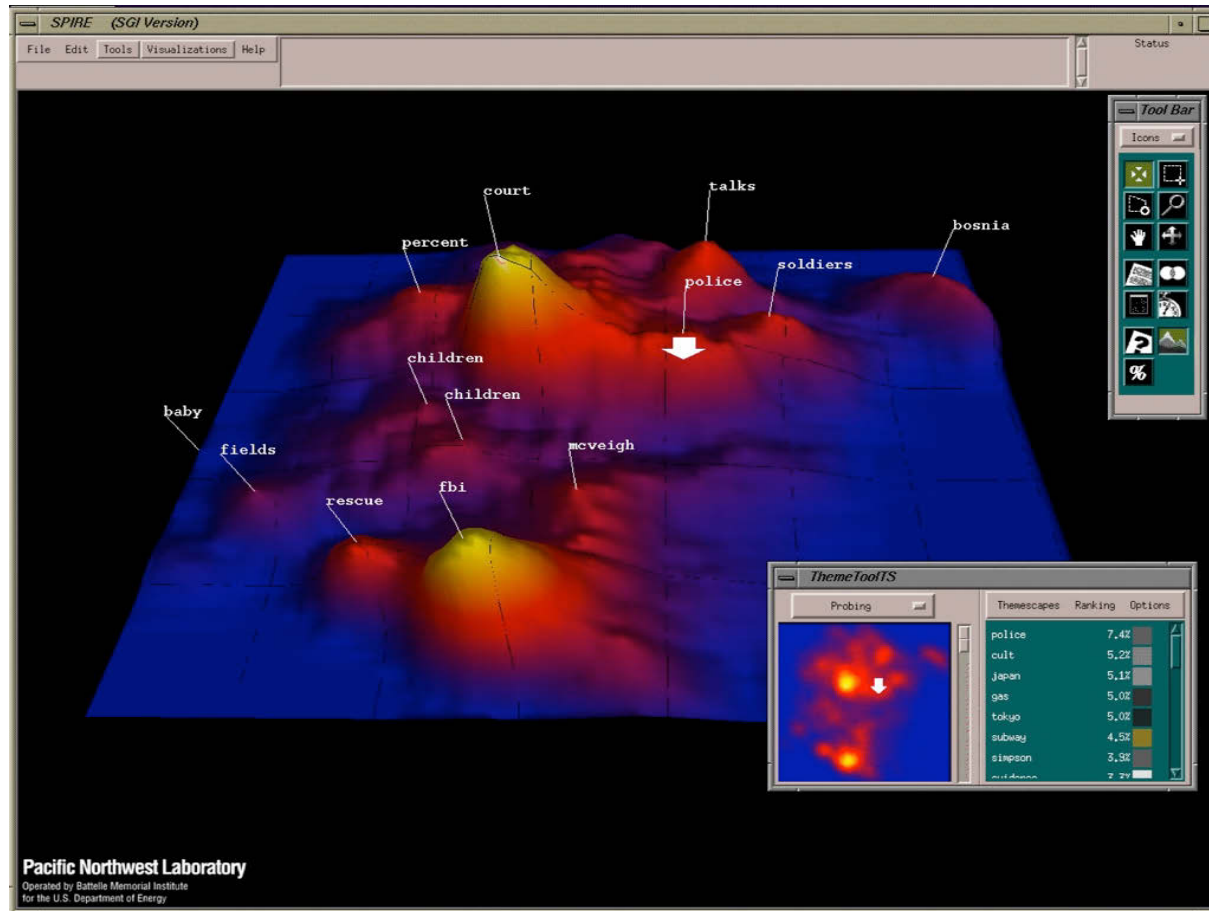 SPIRE (SGI Version)
File Edit Tools Visualizations Help
Status
Tool Bar
Icons
court
talks
percent
bosnia
soldiers
police
children
children
baby
fields
mcveigh
fbi
rescue
%
ThemeToolTS
Probing
Themescapes Ranking Options
police 7.4%
cult 5.2%
japan 5.1%
gas 5.0%
tokyo 5.0%
subway 4.5%
simpson 3.9%
Pacific Northwest Laboratory
Operated by Battelle Memorial Institute
for the U.S. Department of Energy